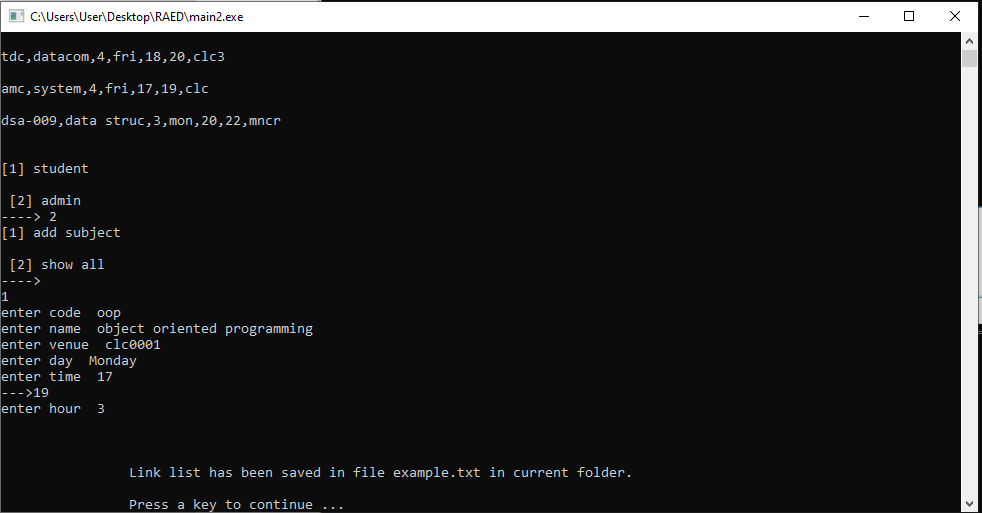 C:\Users\User\Desktop\RAED\main2.exe
tdc,datacom,4,fri,18,20,clc3
amc,system,4,fri,17,19,clc
dsa-009,data struc,3,mon,20,22,mncr
[1] student
[2] admin
----> 2
[1] add subject
[2] show all
---->
1
enter code  oop
enter name  object oriented programming
enter venue  clc0001
enter day  Monday
enter time  17
--->19
enter hour  3
Link list has been saved in file example.txt in current folder.
Press a key to continue ...